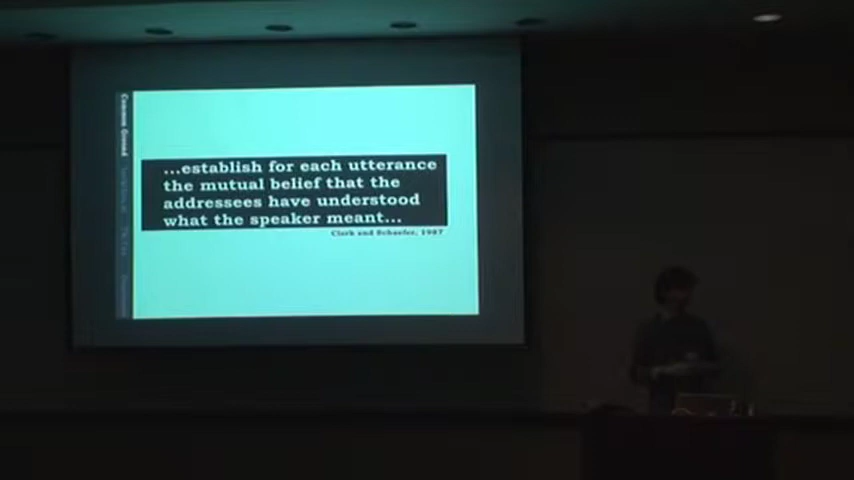 Common Ground
...establish for each utterance
the mutual belief that the
addressees have understood
what the speaker meant...
Clark and Schaefer, 1987